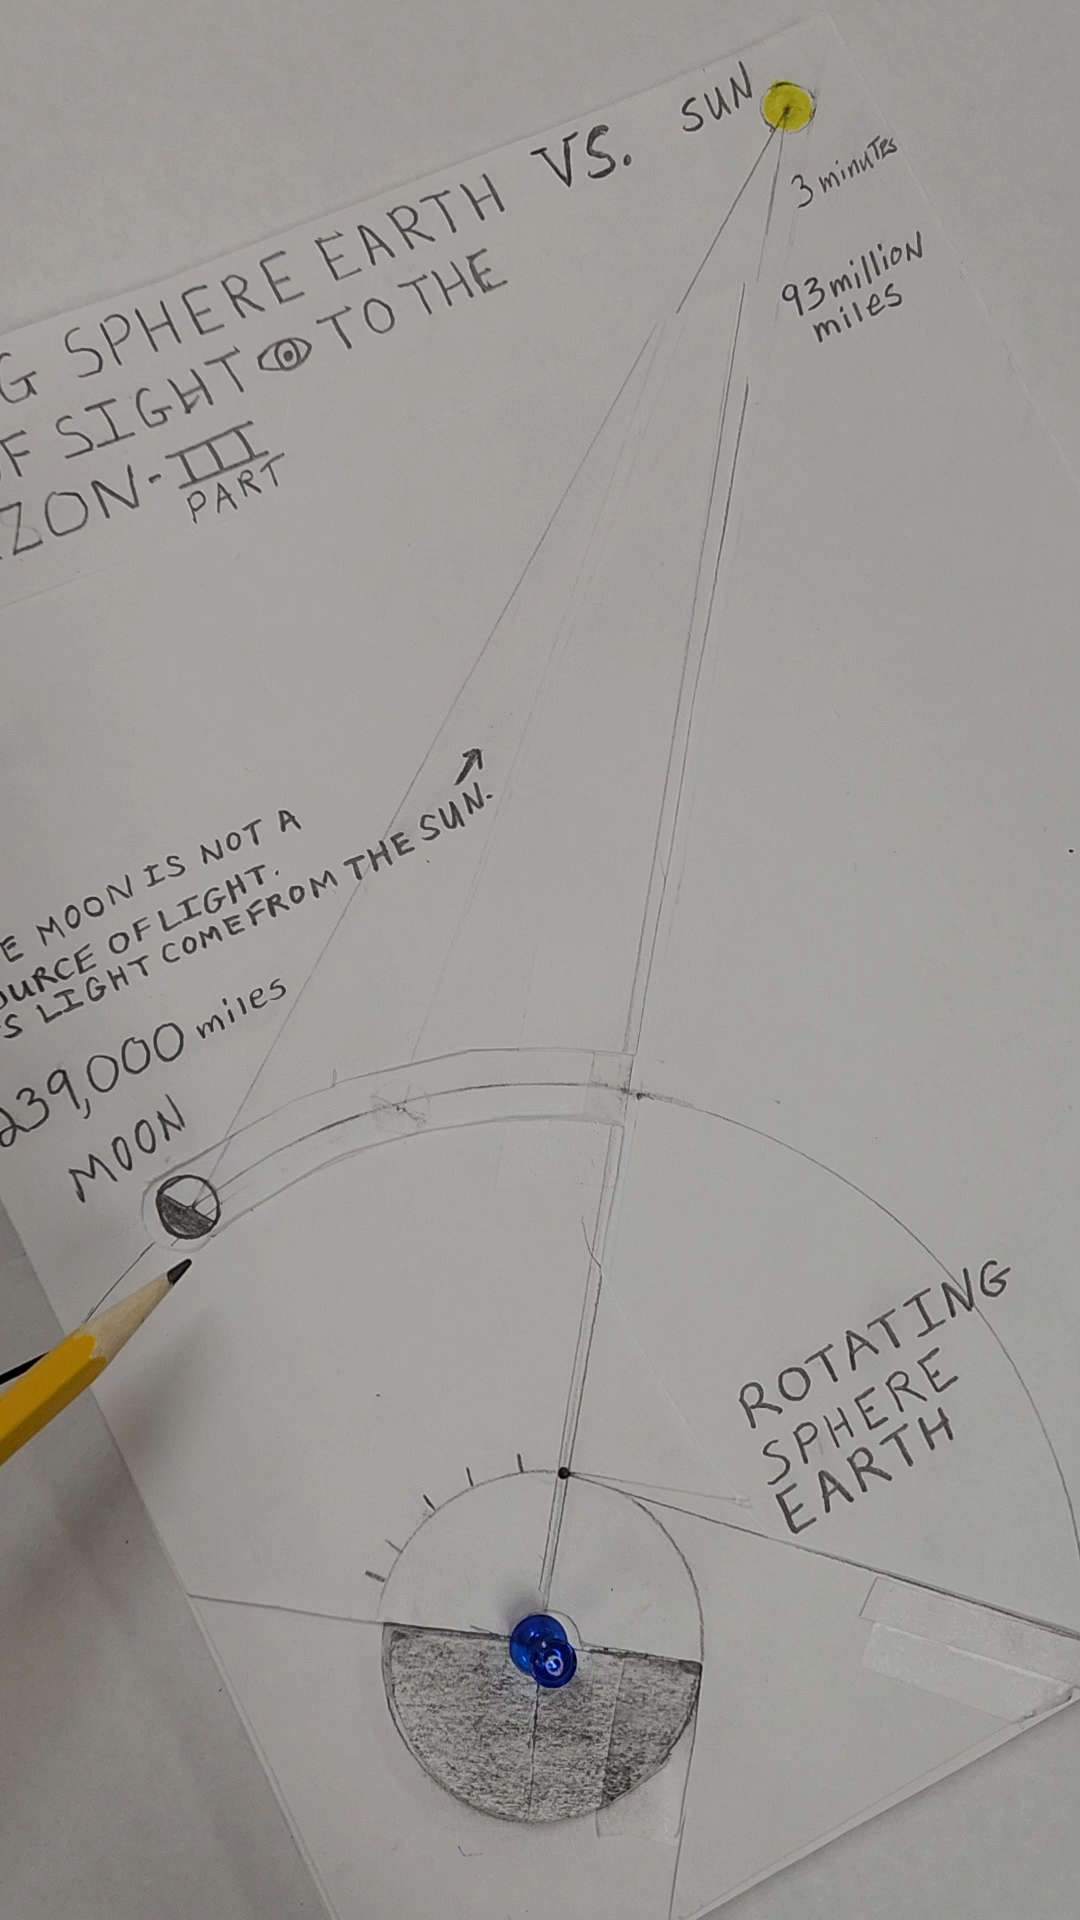 G SPHERE EARTH VS.
F SIGHT TO THE
ZON-III
PART
SUN
3 minutes
93 million
miles
E MOON IS NOT A
OURCE OF LIGHT.
S LIGHT COME FROM THE SUN.
239,000 miles
MOON
ROTATING
SPHERE
EARTH